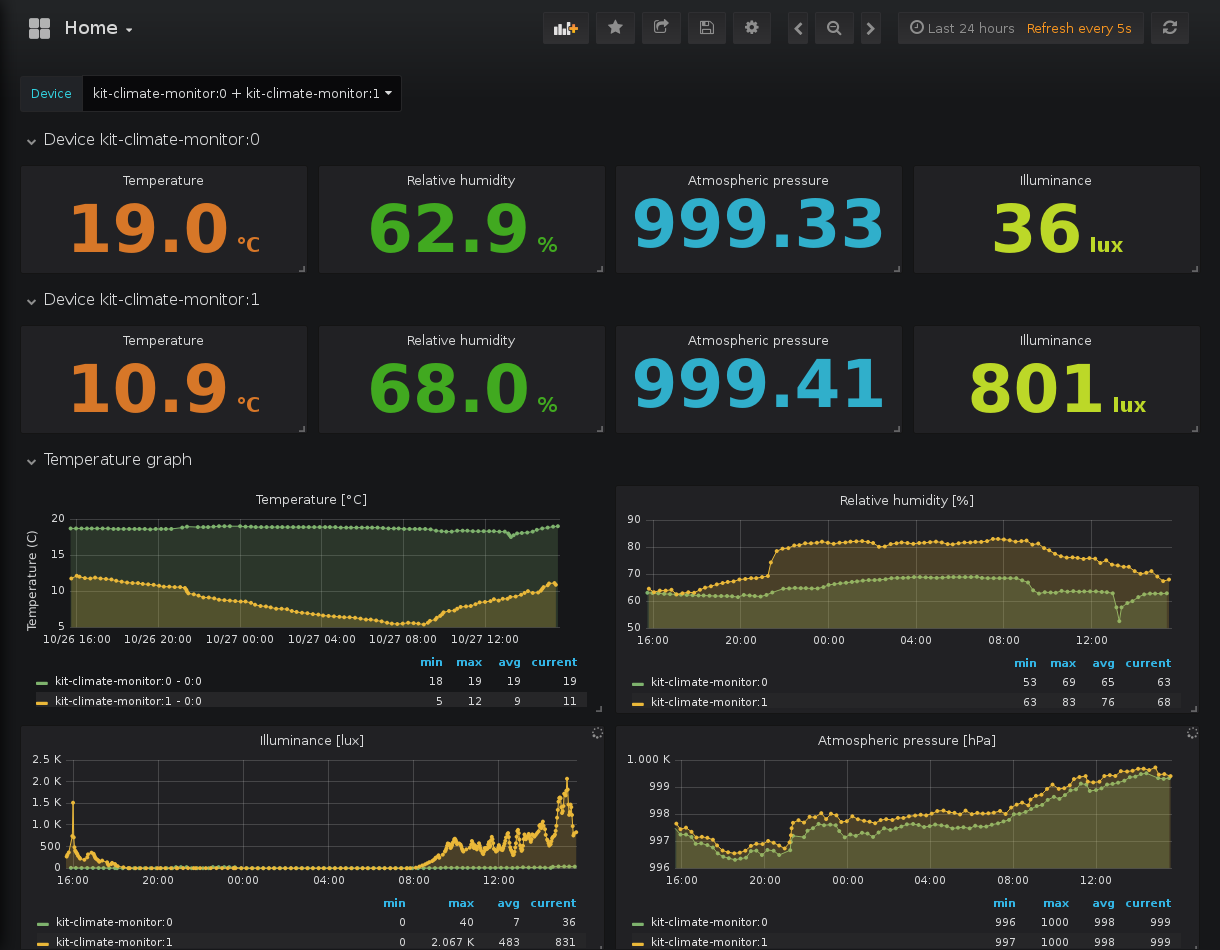 Home
Last 24 hours Refresh every 5s
Device kit-climate-monitor:0 + kit-climate-monitor:1
Device kit-climate-monitor:0
Temperature Relative humidity Atmospheric pressure Illuminance
19.0 °C 62.9 % 999.33 36 lux
Device kit-climate-monitor:1
Temperature Relative humidity Atmospheric pressure Illuminance
10.9 °C 68.0 % 999.41 801 lux
Temperature graph
Temperature [°C]
Temperature (C)
20
15
10
5
10/26 16:00 10/26 20:00 10/27 00:00 10/27 04:00 10/27 08:00 10/27 12:00
min max avg current
kit-climate-monitor:0 - 0:0 18 19 19 19
kit-climate-monitor:1 - 0:0 5 12 9 11
Relative humidity [%]
90
80
70
60
50
16:00 20:00 00:00 04:00 08:00 12:00
min max avg current
kit-climate-monitor:0 53 69 65 63
kit-climate-monitor:1 63 83 76 68
Illuminance [lux]
2.5 K
2.0 K
1.5 K
1.0 K
500
0
16:00 20:00 00:00 04:00 08:00 12:00
min max avg current
kit-climate-monitor:0 0 40 7 36
kit-climate-monitor:1 0 2.067 K 483 831
Atmospheric pressure [hPa]
1.000 K
999
998
997
996
16:00 20:00 00:00 04:00 08:00 12:00
min max avg current
kit-climate-monitor:0 996 1000 998 999
kit-climate-monitor:1 997 1000 998 999